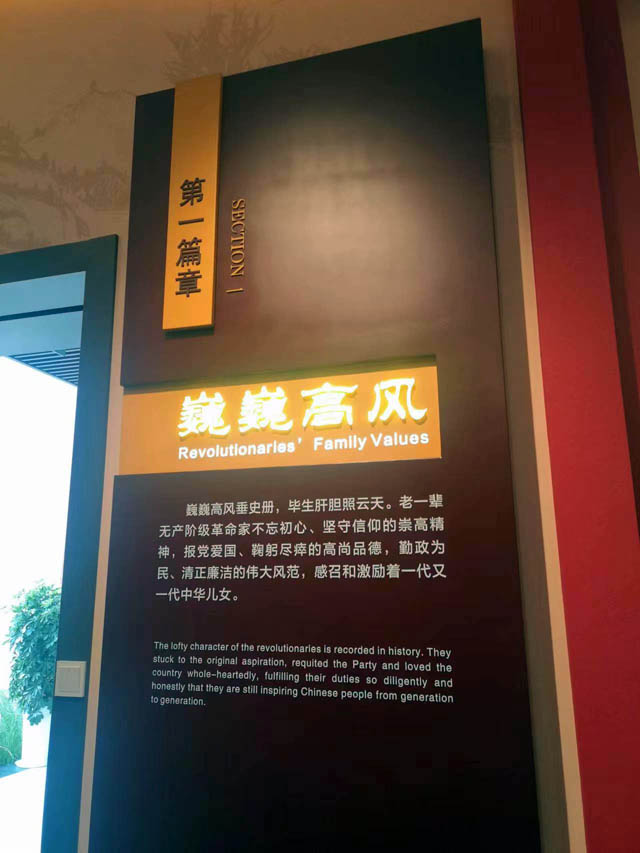 第一篇章
SECTION I
巍巍高风
Revolutionaries' Family Values
巍巍高风垂史册，毕生肝胆照云天。老一辈
无产阶级革命家不忘初心、坚守信仰的崇高精
神，报党爱国、鞠躬尽瘁的高尚品德，勤政为
民、清正廉洁的伟大风范，感召和激励着一代又
一代中华儿女。
The lofty character of the revolutionaries is recorded in history. They
stuck to the original aspiration, requited the Party and loved the
country whole-heartedly, fulfilling their duties so diligently and
honestly that they are still inspiring Chinese people from generation
to generation.